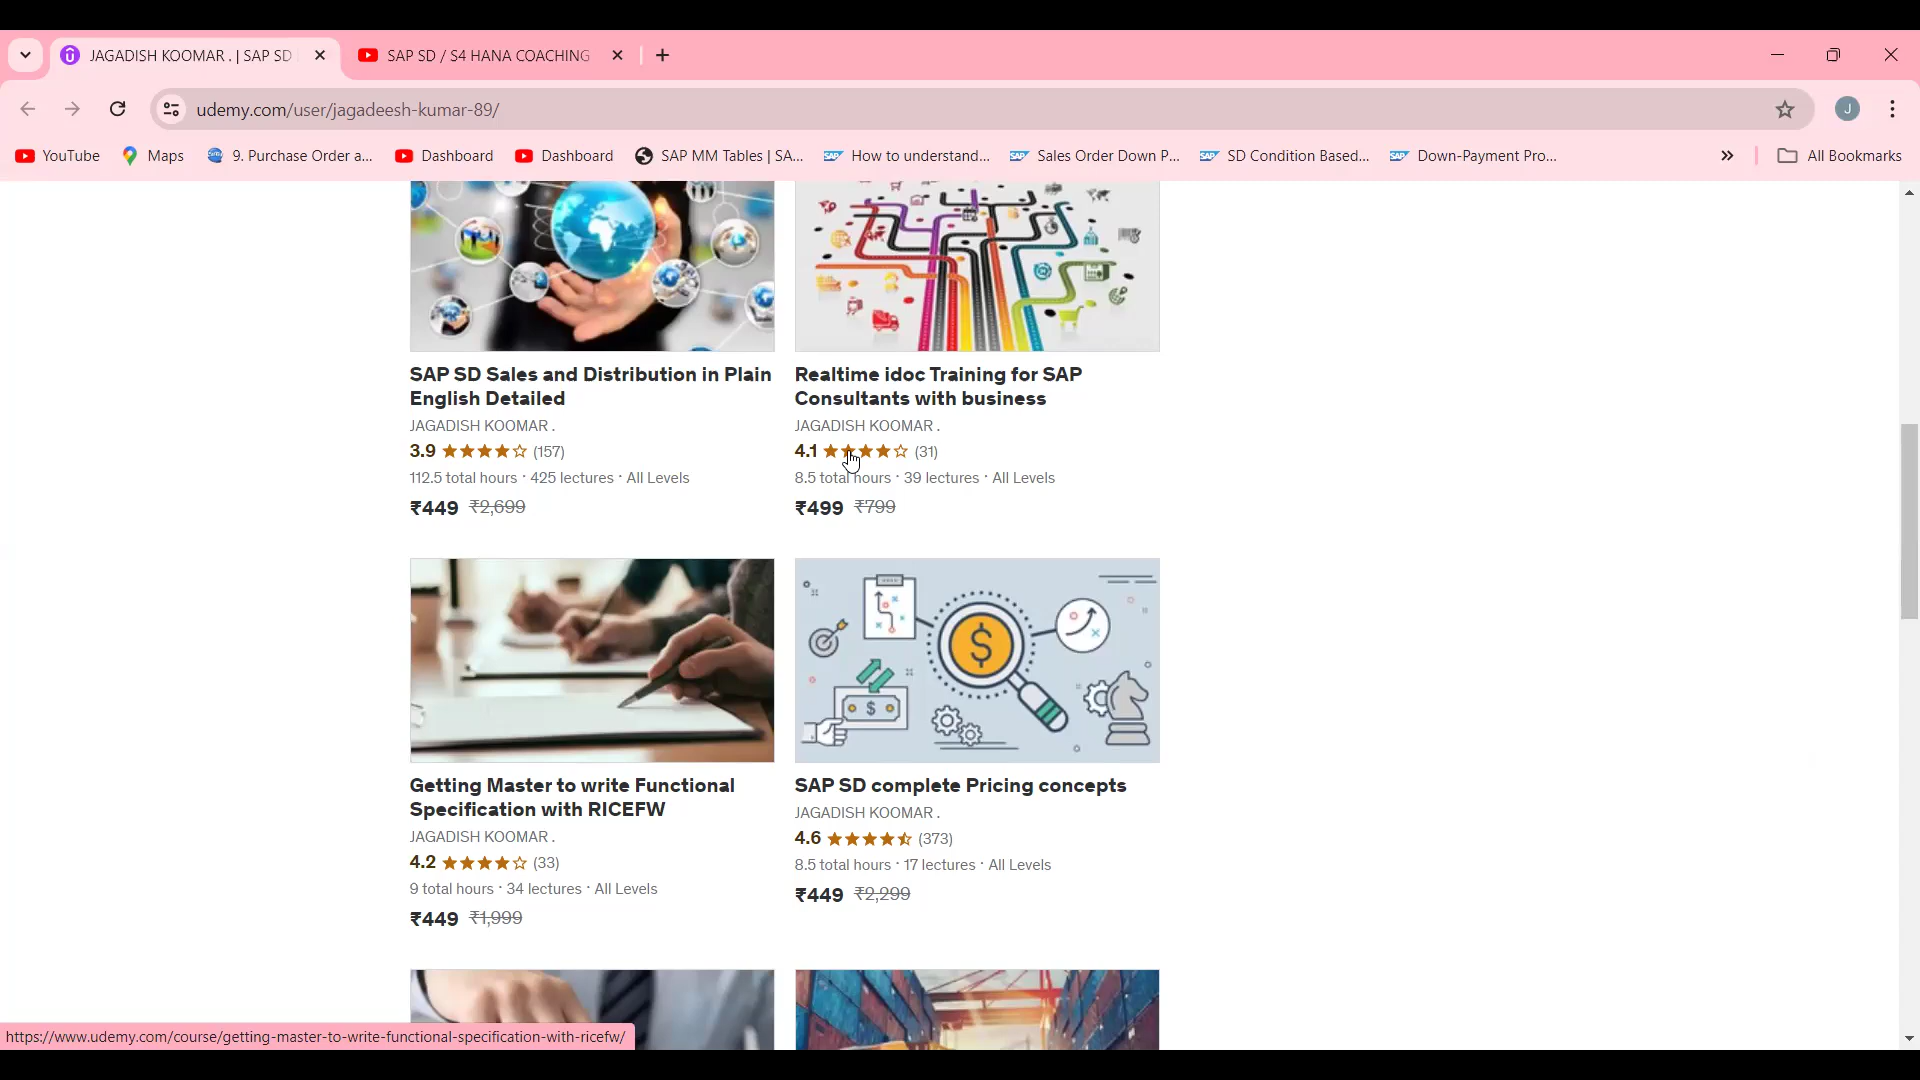 JAGADISH KOOMAR . | SAP SD
SAP SD / S4 HANA COACHING
udemy.com/user/jagadeesh-kumar-89/
J
YouTube
Maps
9. Purchase Order a...
Dashboard
Dashboard
SAP MM Tables | SA...
How to understand...
Sales Order Down P...
SD Condition Based...
Down-Payment Pro...
All Bookmarks
SAP SD Sales and Distribution in Plain
English Detailed
JAGADISH KOOMAR .
3.9 (157)
112.5 total hours · 425 lectures · All Levels
₹449 ₹2,699
Realtime idoc Training for SAP
Consultants with business
JAGADISH KOOMAR .
4.1 (31)
8.5 total hours · 39 lectures · All Levels
₹499 ₹799
Getting Master to write Functional
Specification with RICEFW
JAGADISH KOOMAR .
4.2 (33)
9 total hours · 34 lectures · All Levels
₹449 ₹1,999
SAP SD complete Pricing concepts
JAGADISH KOOMAR .
4.6 (373)
8.5 total hours · 17 lectures · All Levels
₹449 ₹2,299
https://www.udemy.com/course/getting-master-to-write-functional-specification-with-ricefw/